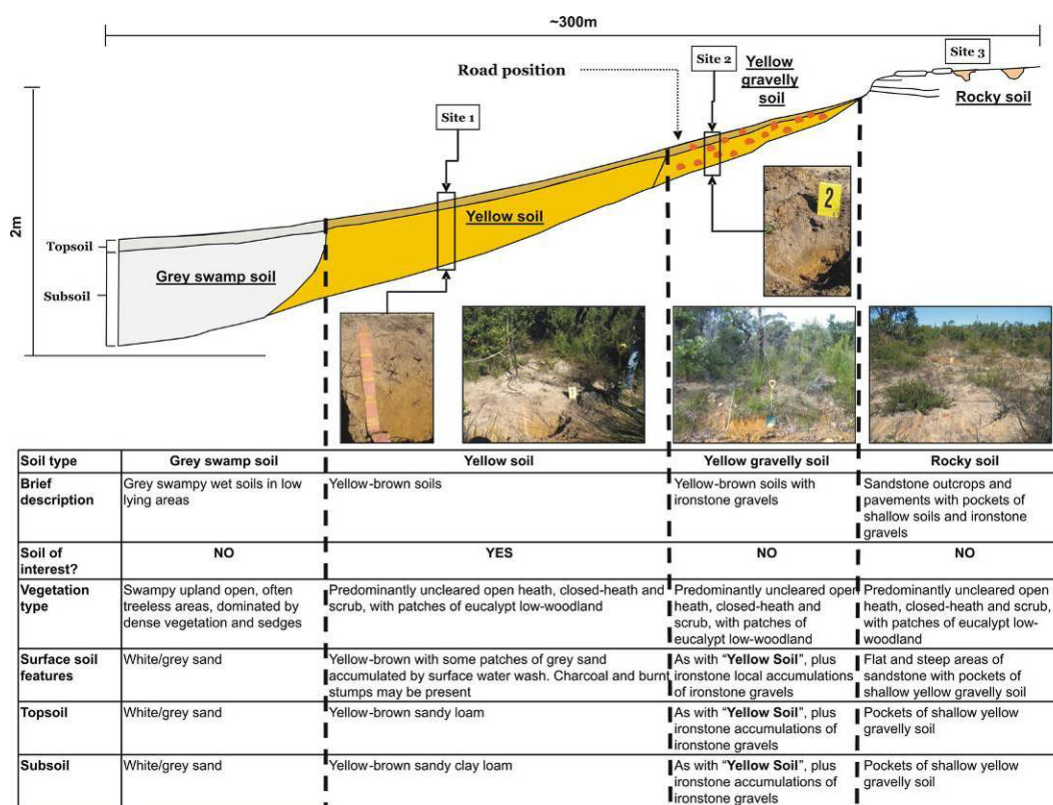 ~300m
Site 3
Yellow
gravelly
soil
Site 2
Road position
Rocky soil
Site 1
2m
2
Topsoil
Yellow soil
Grey swamp soil
Subsoil
Soil type
Grey swamp soil
Yellow soil
Yellow gravelly soil
Rocky soil
Brief
description
Grey swampy wet soils in low
lying areas
Yellow-brown soils
Yellow-brown soils with
ironstone gravels
Sandstone outcrops and
pavements with pockets of
shallow soils and ironstone
gravels
Soil of
interest?
NO
YES
NO
NO
Vegetation
type
Swampy upland open, often
treeless areas, dominated by
dense vegetation and sedges
Predominantly uncleared open heath, closed-heath and
scrub, with patches of eucalypt low-woodland
Predominantly uncleared open
heath, closed-heath and
scrub, with patches of
eucalypt low-woodland
Predominantly uncleared open
heath, closed-heath and scrub,
with patches of eucalypt low-
woodland
Surface soil
features
White/grey sand
Yellow-brown with some patches of grey sand
accumulated by surface water wash. Charcoal and burnt
stumps may be present
As with "Yellow Soil", plus
ironstone local accumulations
of ironstone gravels
Flat and steep areas of
sandstone with pockets of
shallow yellow gravelly soil
Topsoil
White/grey sand
Yellow-brown sandy loam
As with "Yellow Soil", plus
ironstone accumulations of
ironstone gravels
Pockets of shallow yellow
gravelly soil
Subsoil
White/grey sand
Yellow-brown sandy clay loam
As with "Yellow Soil", plus
ironstone accumulations of
ironstone gravels
Pockets of shallow yellow
gravelly soil